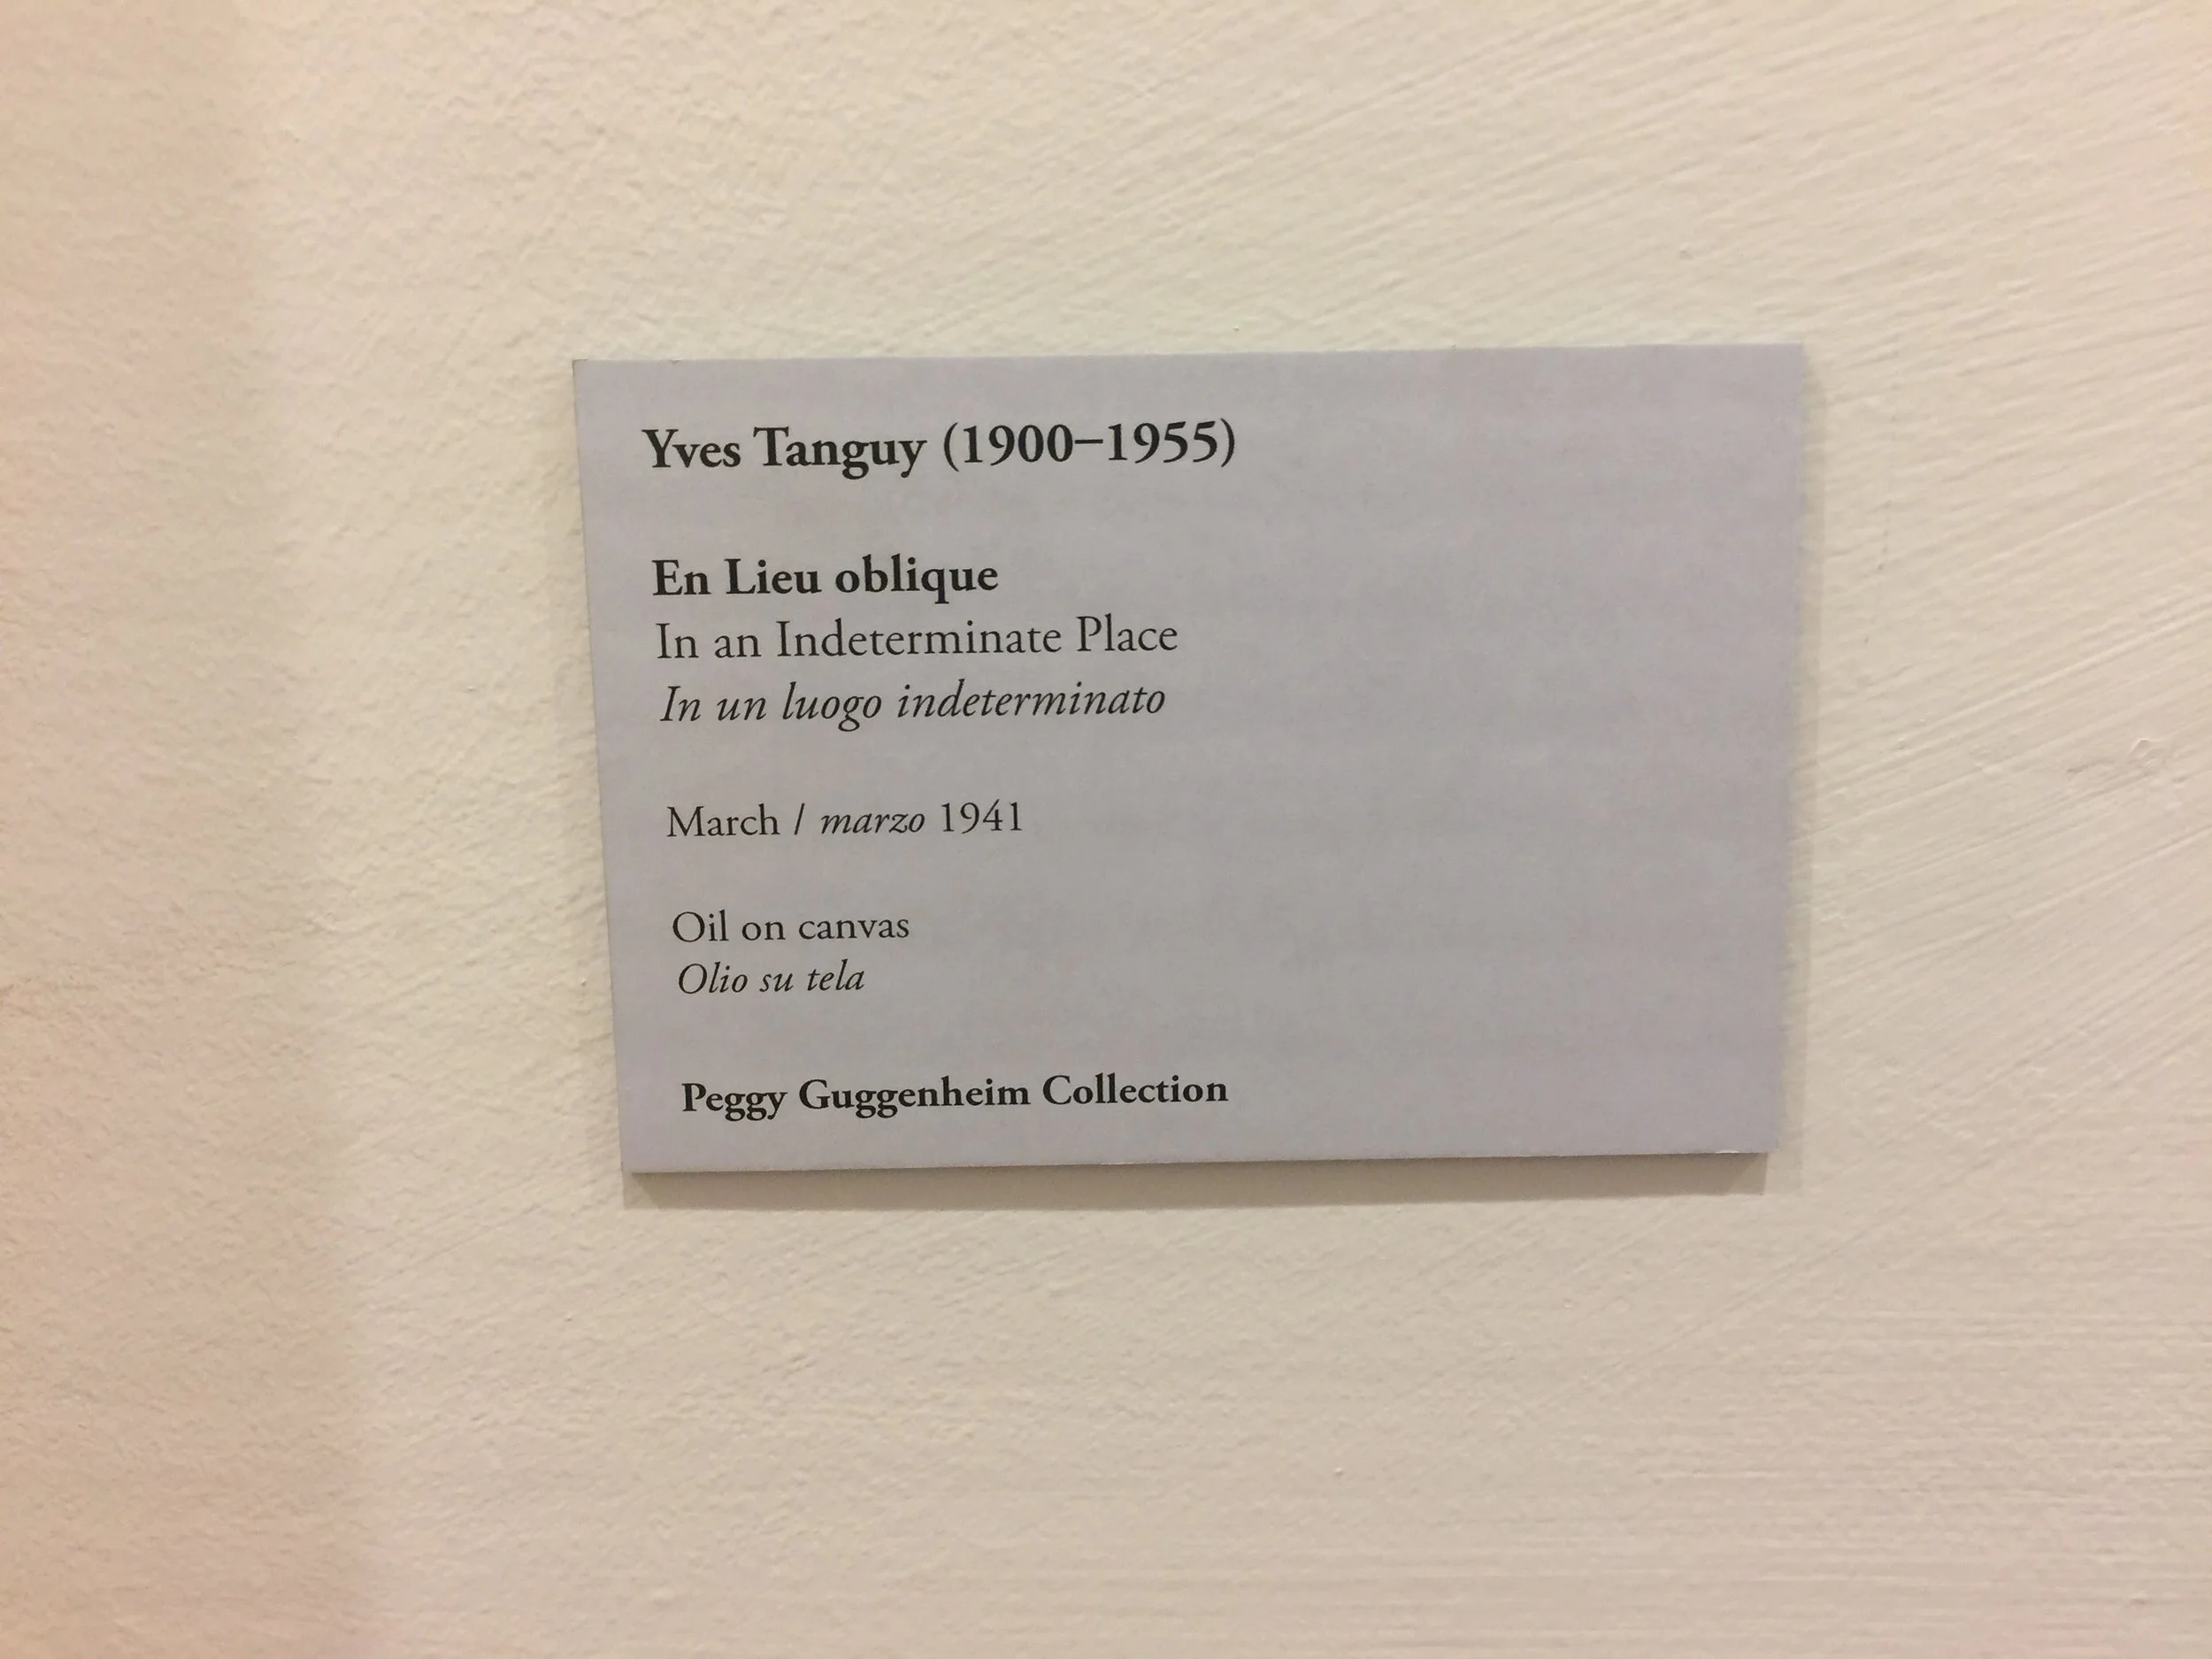 Yves Tanguy (1900–1955)
En Lieu oblique
In an Indeterminate Place
In un luogo indeterminato
March / marzo 1941
Oil on canvas
Olio su tela
Peggy Guggenheim Collection